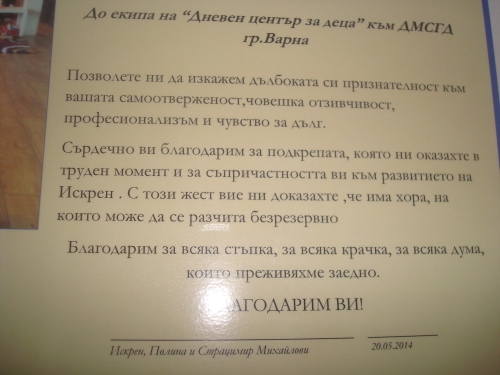 До екипа на “Дневен център за деца” към ДМСГД
гр.Варна
Позволете ни да изкажем дълбоката си признателност към
вашата самоотверженост,човешка отзивчивост,
професионализъм и чувство за дълг.
Сърдечно ви благодарим за подкрепата, която ни оказахте в
труден момент и за съпричастността ви към развитието на
Искрен . С този жест вие ни доказахте ,че има хора, на
които може да се разчита безрезервно
Благодарим за всяка стъпка, за всяка крачка, за всяка дума,
които преживяхме заедно.
БЛАГОДАРИМ ВИ!
Искрен, Полина и Страцимир Михайлови
20.05.2014